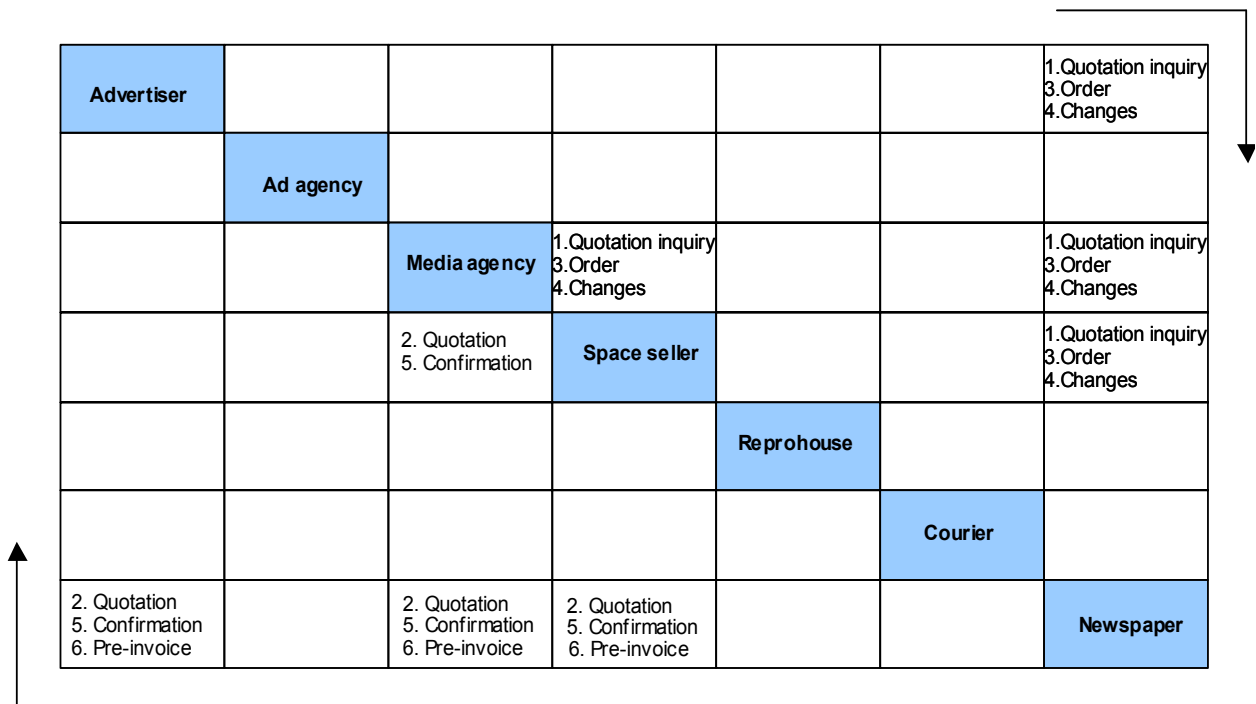 Advertiser
1.Quotation inquiry
3.Order
4.Changes
Ad agency
Media agency
1.Quotation inquiry
3.Order
4.Changes
1.Quotation inquiry
3.Order
4.Changes
2. Quotation
5. Confirmation
Space seller
1.Quotation inquiry
3.Order
4.Changes
Reprohouse
Courier
2. Quotation
5. Confirmation
6. Pre-invoice
2. Quotation
5. Confirmation
6. Pre-invoice
2. Quotation
5. Confirmation
6. Pre-invoice
Newspaper